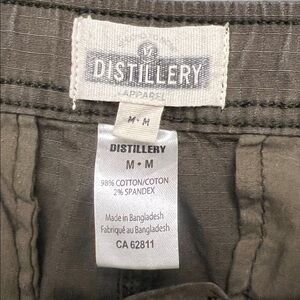 DISTILLERY
APPAREL
M • M
DISTILLERY
M • M
98% COTTON/COTON
2% SPANDEX
Made in Bangladesh
Fabriqué au Bangladesh
CA 62811